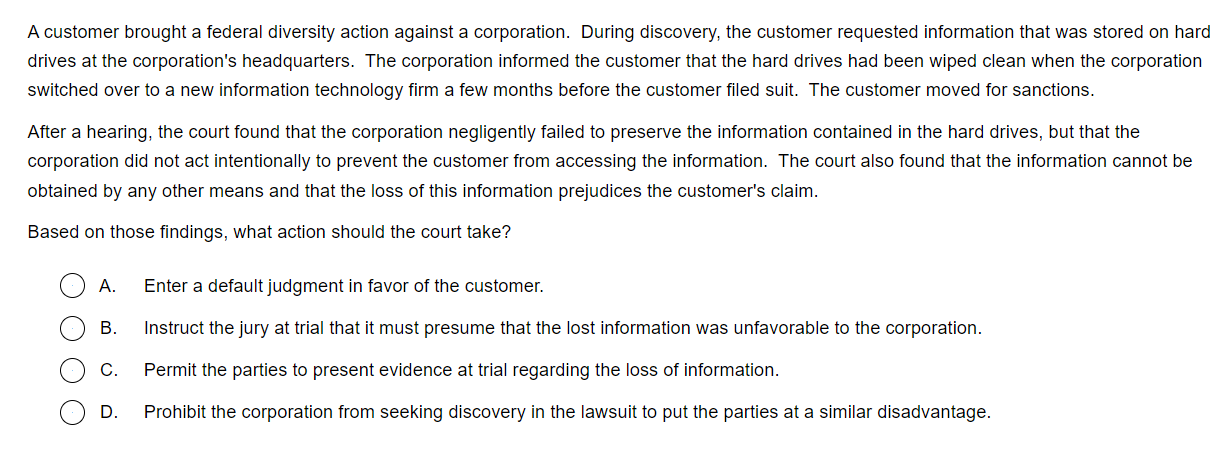 A customer brought a federal diversity action against a corporation.  During discovery, the customer requested information that was stored on hard
drives at the corporation's headquarters.  The corporation informed the customer that the hard drives had been wiped clean when the corporation
switched over to a new information technology firm a few months before the customer filed suit.  The customer moved for sanctions.
After a hearing, the court found that the corporation negligently failed to preserve the information contained in the hard drives, but that the
corporation did not act intentionally to prevent the customer from accessing the information.  The court also found that the information cannot be
obtained by any other means and that the loss of this information prejudices the customer's claim.
Based on those findings, what action should the court take?
A. Enter a default judgment in favor of the customer.
B. Instruct the jury at trial that it must presume that the lost information was unfavorable to the corporation.
C. Permit the parties to present evidence at trial regarding the loss of information.
D. Prohibit the corporation from seeking discovery in the lawsuit to put the parties at a similar disadvantage.